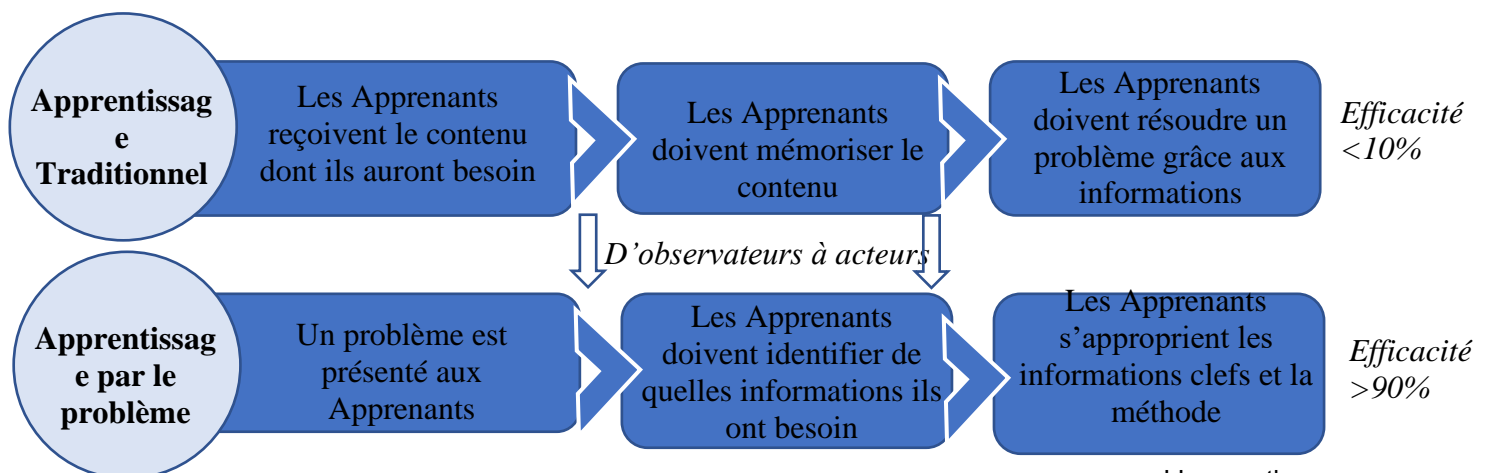 Apprentissag
e
Traditionnel
Les Apprenants
reçoivent le contenu
dont ils auront besoin
Les Apprenants
doivent mémoriser le
contenu
Les Apprenants
doivent résoudre un
problème grâce aux
informations
Efficacité
<10%
D’observateurs à acteurs
Apprentissag
e par le
problème
Un problème est
présenté aux
Apprenants
Les Apprenants
doivent identifier de
quelles informations ils
ont besoin
Les Apprenants
s’approprient les
informations clefs et la
méthode
Efficacité
>90%